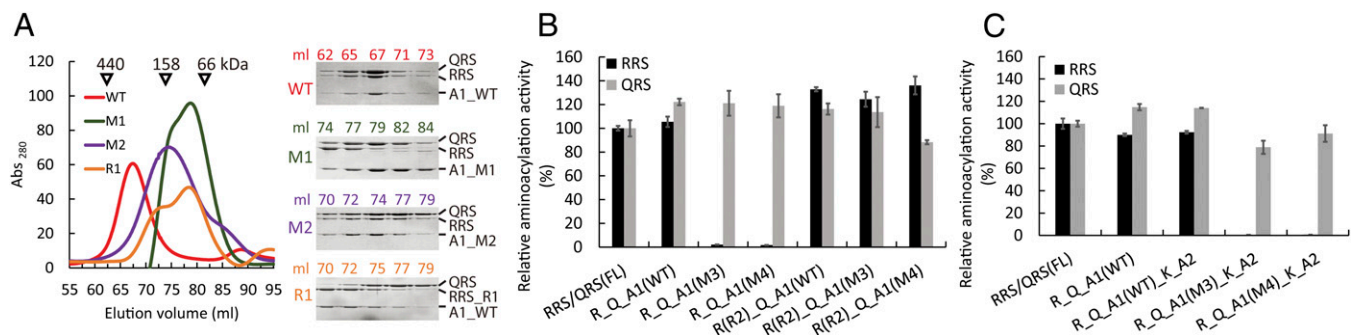 A
440 158 66 kDa
120
100
80
60
40
20
0
Abs 280
WT
M1
M2
R1
55 60 65 70 75 80 85 90 95
Elution volume (ml)
ml 62 65 67 71 73
WT
QRS
RRS
A1_WT
74 77 79 82 84
M1
QRS
RRS
A1_M1
ml 70 72 74 77 79
M2
QRS
RRS
A1_M2
ml 70 72 75 77 79
R1
QRS
RRS_R1
A1_WT
B
Relative aminoacylation activity
(%)
160
140
120
100
80
60
40
20
0
RRS
QRS
RRS/QRS(FL)
R_Q_A1(WT)
R_Q_A1(M3)
R_Q_A1(M4)
R(R2)_Q_A1(WT)
R(R2)_Q_A1(M3)
R(R2)_Q_A1(M4)
C
Relative aminoacylation activity
(%)
160
140
120
100
80
60
40
20
0
RRS
QRS
RRS/QRS(FL)
R_Q_A1(WT)
R_Q_A1(WT)_K_A2
R_Q_A1(M3)_K_A2
R_Q_A1(M4)_K_A2